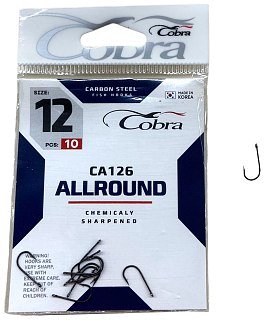 Cobra
CARBON STEEL
FISH HOOKS
SIZE:
12
PCS: 10
MADE IN
KOREA
Cobra
CA126
ALLROUND
CHEMICALY
SHARPENED
WARNING!
HOOKS ARE
VERY SHARP,
USE WITH
EXTREME CARE.
KEEP OUT OF
REACH OF
CHILDREN.